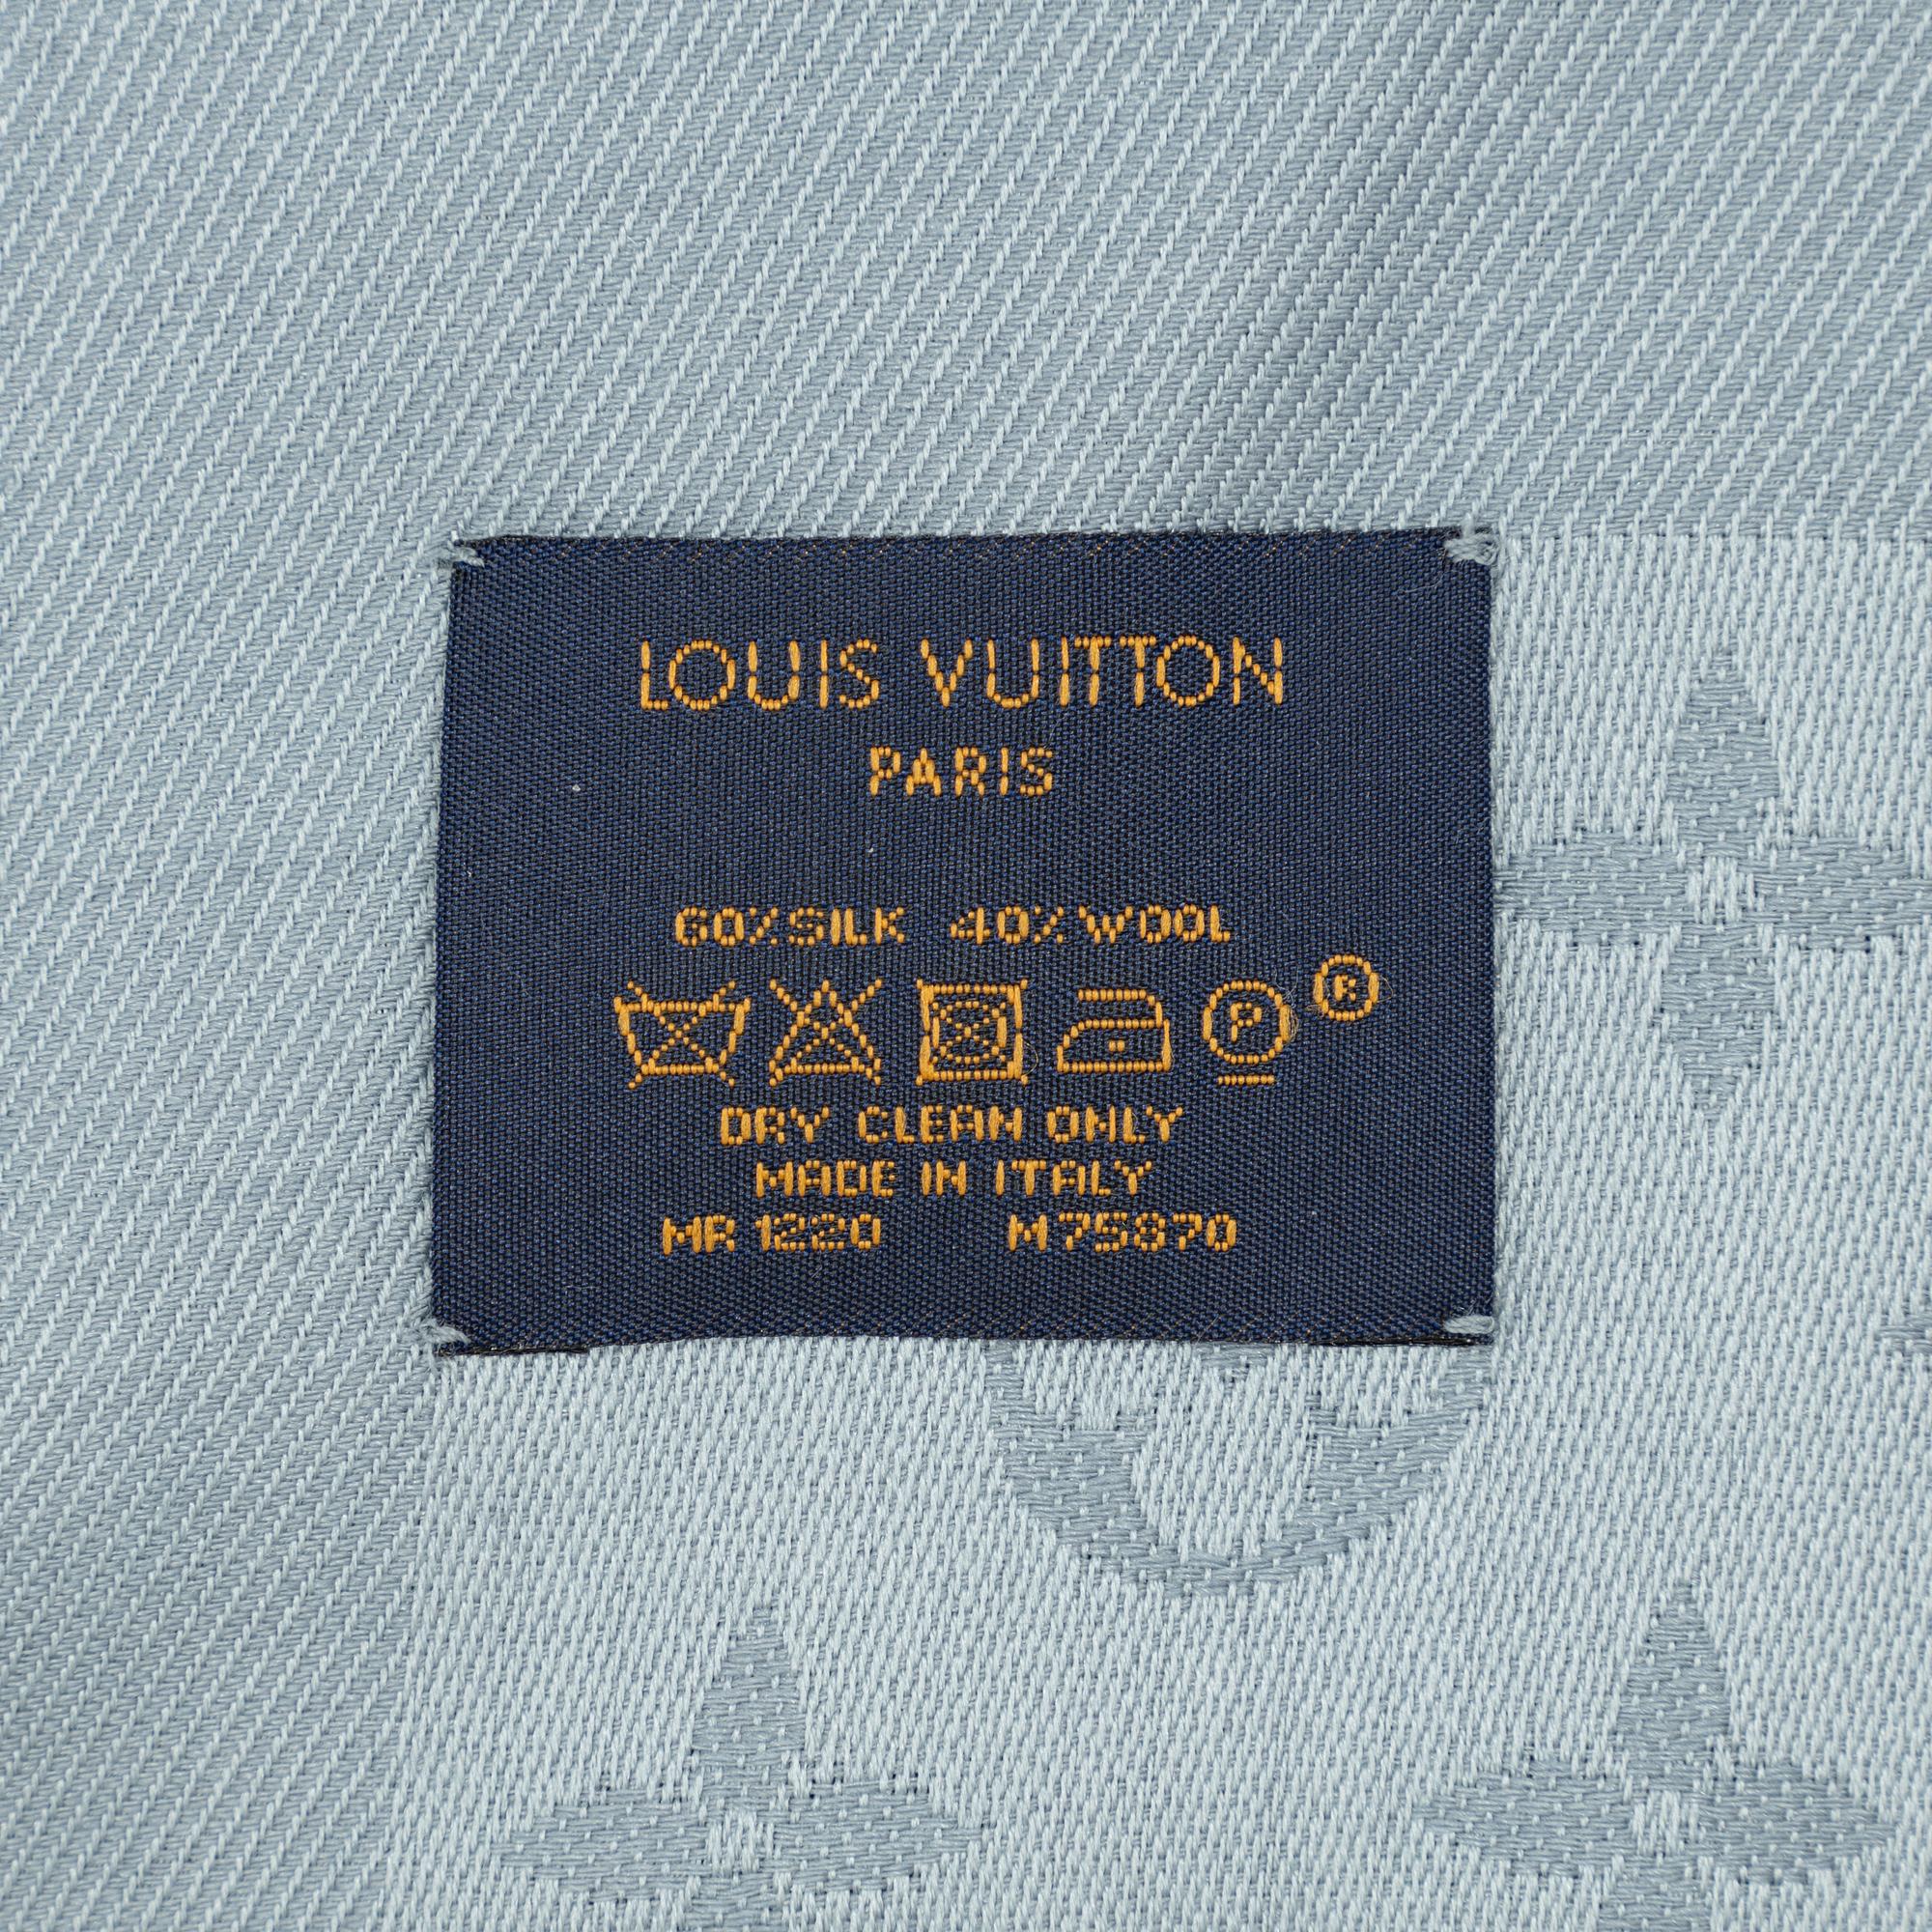 LOUIS VUITTON
PARIS
60% SILK 40% WOOL
P ®
DRY CLEAN ONLY
MADE IN ITALY
MR 1220 M75870